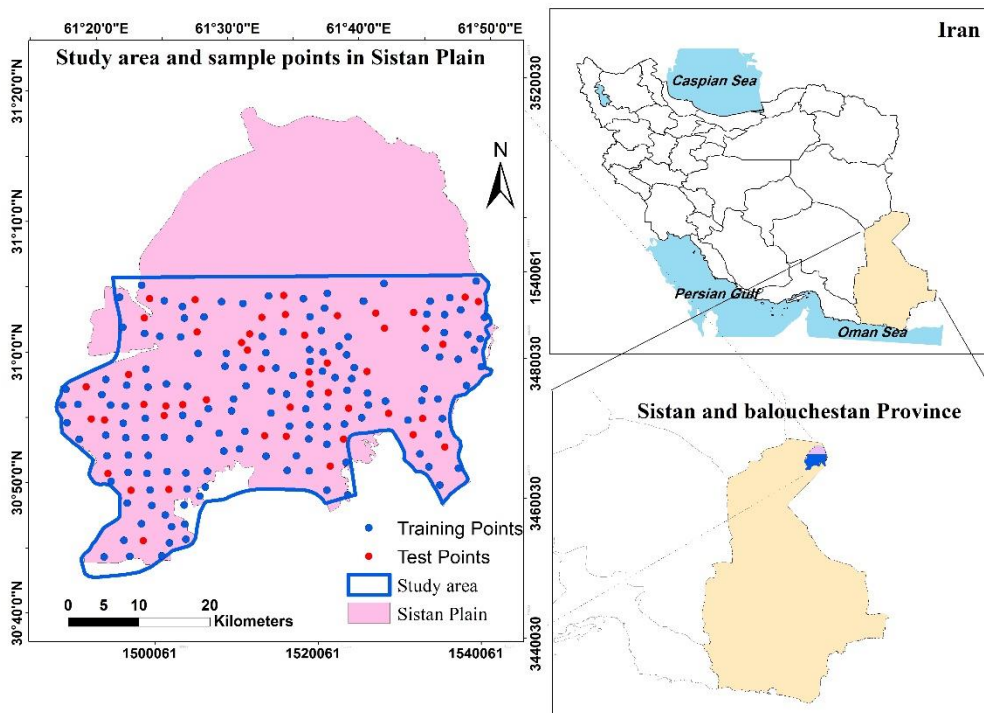 61°20'0"E
61°30'0"E
61°40'0"E
61°50'0"E
Study area and sample points in Sistan Plain
31°20'0"N
31°10'0"N
31°0'0"N
30°50'0"N
30°40'0"N
N
Training Points
Test Points
Study area
Sistan Plain
0 5 10 20
Kilometers
1500061
1520061
1540061
3520030
1540061
3480030
3460030
3440030
Iran
Caspian Sea
Persian Gulf
Oman Sea
Sistan and balouchestan Province